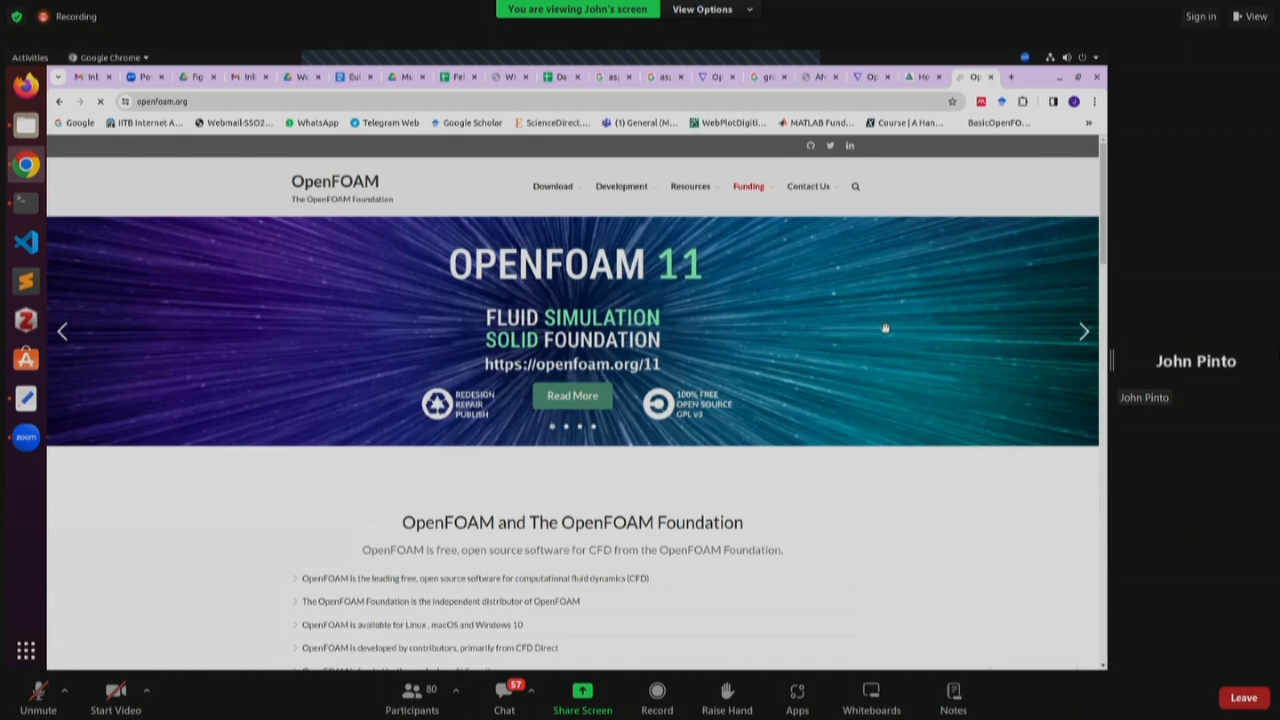 Recording
You are viewing John's screen
View Options
Sign in
View
Activities
Google Chrome
openfoam.org
Google
IITB Internet A...
Webmail-SSO2...
WhatsApp
Telegram Web
Google Scholar
ScienceDirect....
(1) General (M...
WebPlotDigiti...
MATLAB Fund...
Course | A Han...
BasicOpenFO...
OpenFOAM
The OpenFOAM Foundation
Download
Development
Resources
Funding
Contact Us
OPENFOAM 11
FLUID SIMULATION
SOLID FOUNDATION
https://openfoam.org/11
REDESIGN
REPAIR
PUBLISH
Read More
100% FREE
OPEN SOURCE
GPL v3
OpenFOAM and The OpenFOAM Foundation
OpenFOAM is free, open source software for CFD from the OpenFOAM Foundation.
OpenFOAM is the leading free, open source software for computational fluid dynamics (CFD)
The OpenFOAM Foundation is the independent distributor of OpenFOAM
OpenFOAM is available for Linux, macOS and Windows 10
OpenFOAM is developed by contributors, primarily from CFD Direct
John Pinto
John Pinto
zoom
Unmute
Start Video
Participants
80
Chat
57
Share Screen
Record
Raise Hand
Apps
Whiteboards
Notes
Leave